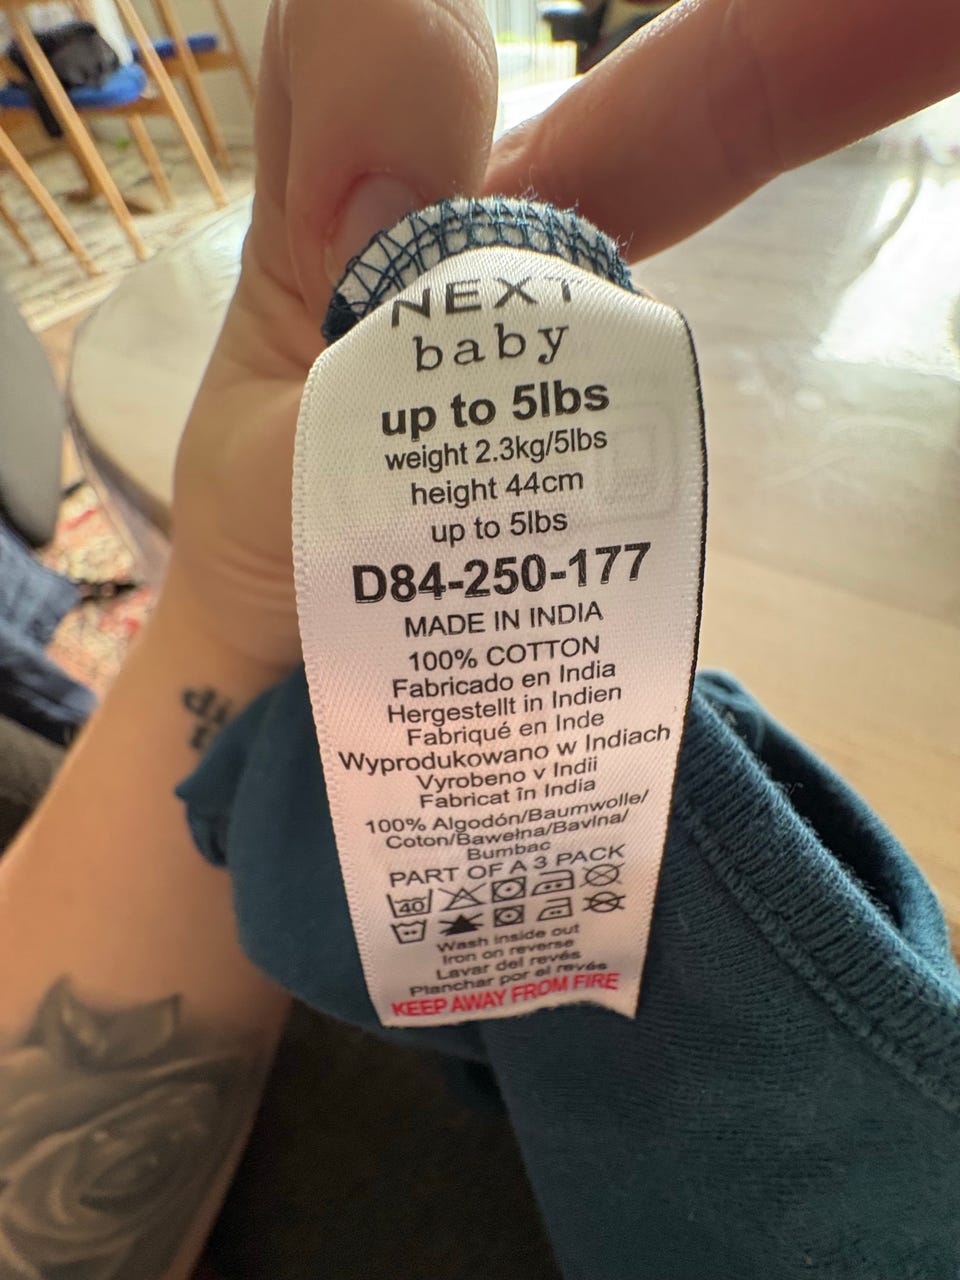 NEXT
baby
up to 5lbs
weight 2.3kg/5lbs
height 44cm
up to 5lbs
D84-250-177
MADE IN INDIA
100% COTTON
Fabricado en India
Hergestellt in Indien
Fabriqué en Inde
Wyprodukowano w Indiach
Vyrobeno v Indii
Fabricat în India
100% Algodón/Baumwolle/
Coton/Bawełna/Bavlna/
Bumbac
PART OF A 3 PACK
40
Wash inside out
Iron on reverse
Lavar del revés
Planchar por el revés
KEEP AWAY FROM FIRE